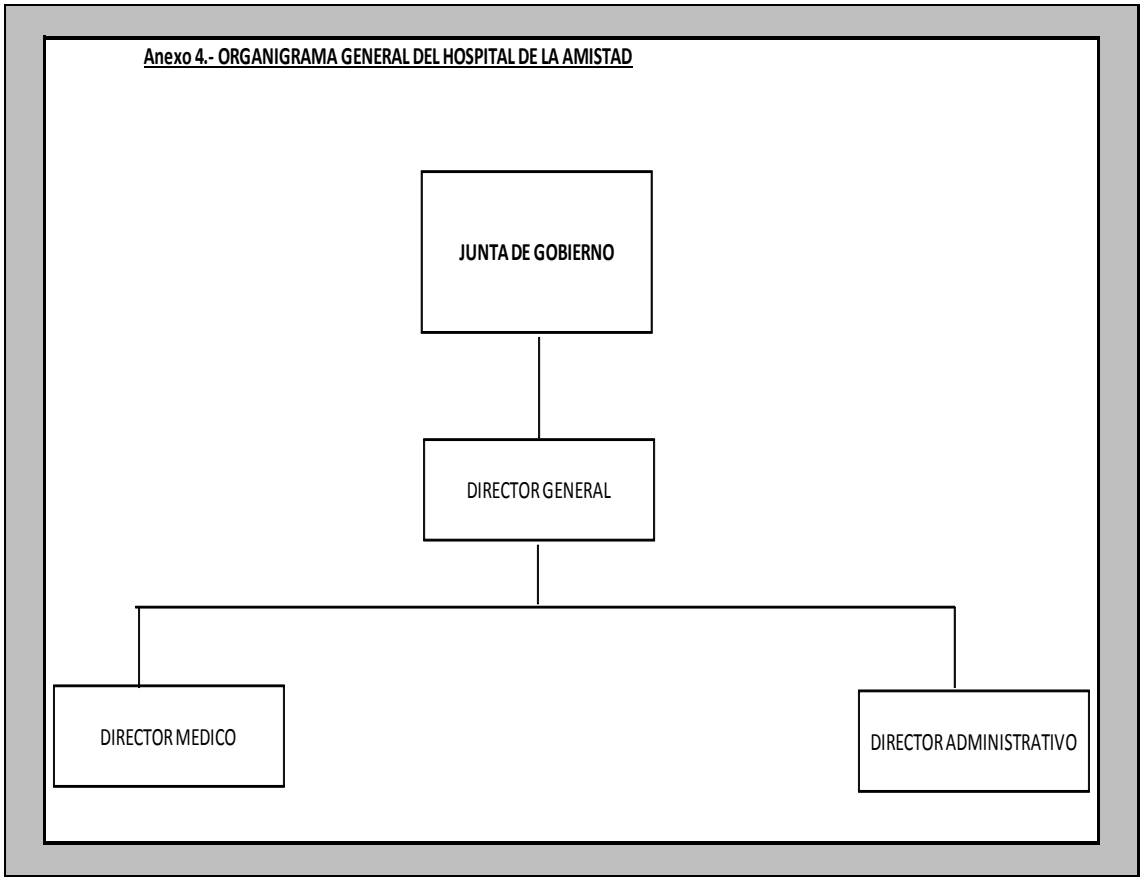 Anexo 4.- ORGANIGRAMA GENERAL DEL HOSPITAL DE LA AMISTAD
JUNTA DE GOBIERNO
DIRECTOR GENERAL
DIRECTOR MEDICO
DIRECTOR ADMINISTRATIVO